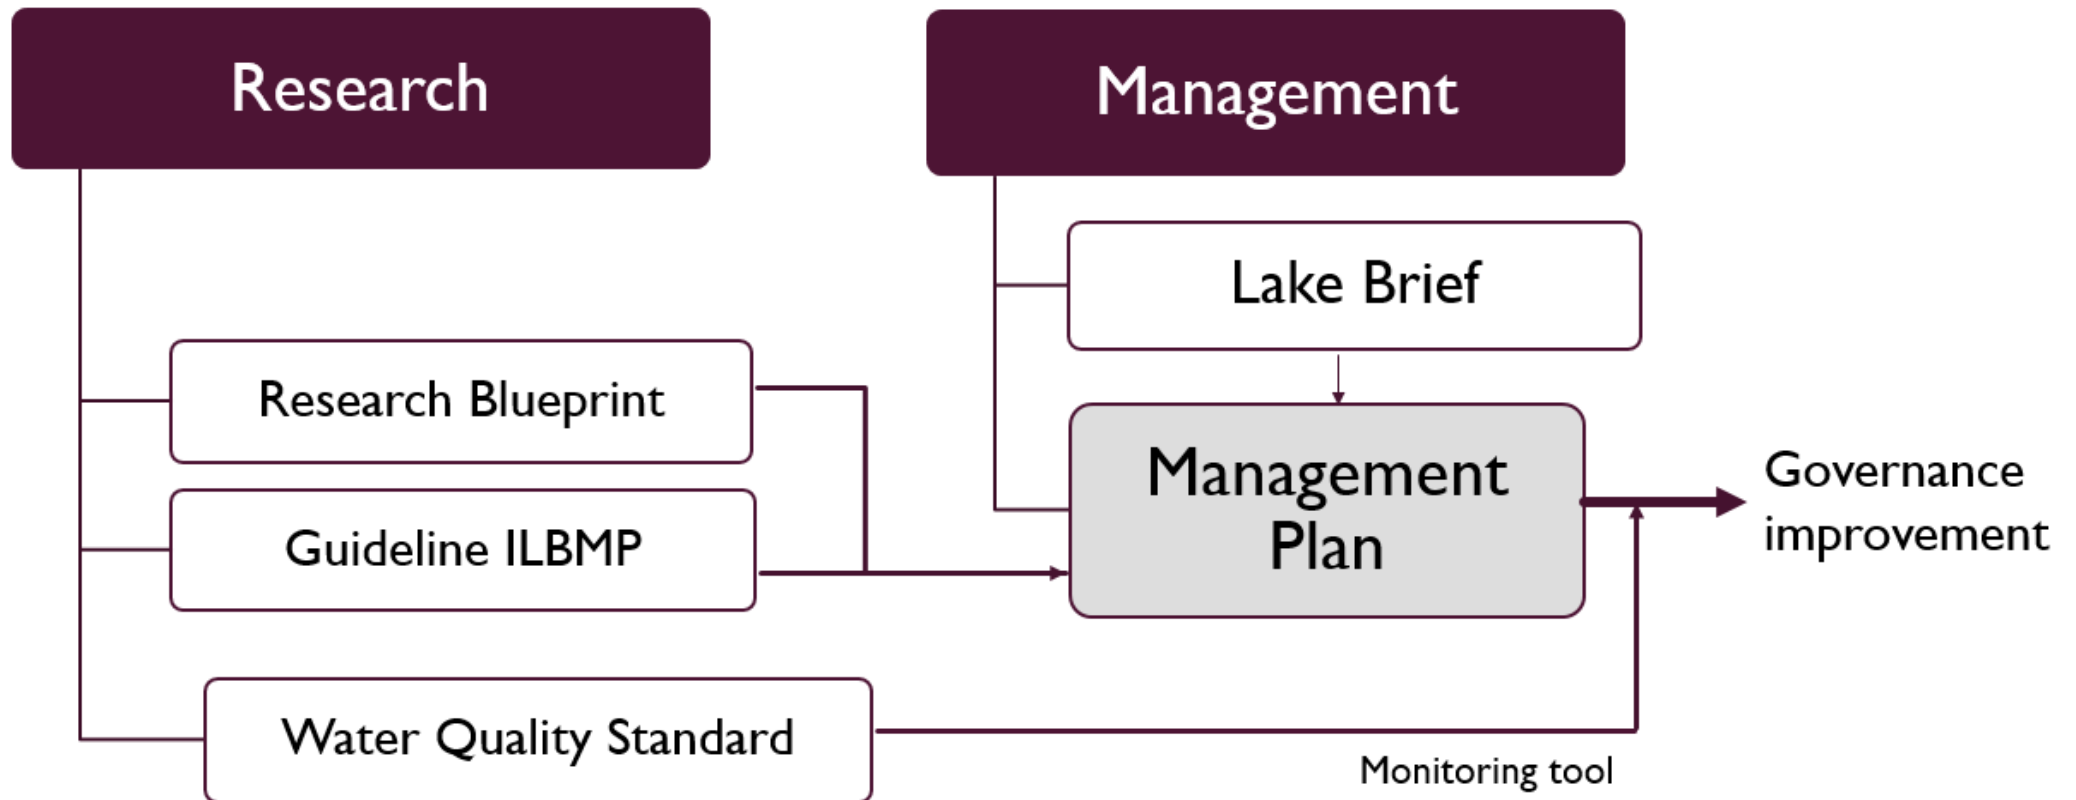 Research
Management
Lake Brief
Research Blueprint
Guideline ILBMP
Water Quality Standard
Management
Plan
Governance
improvement
Monitoring tool